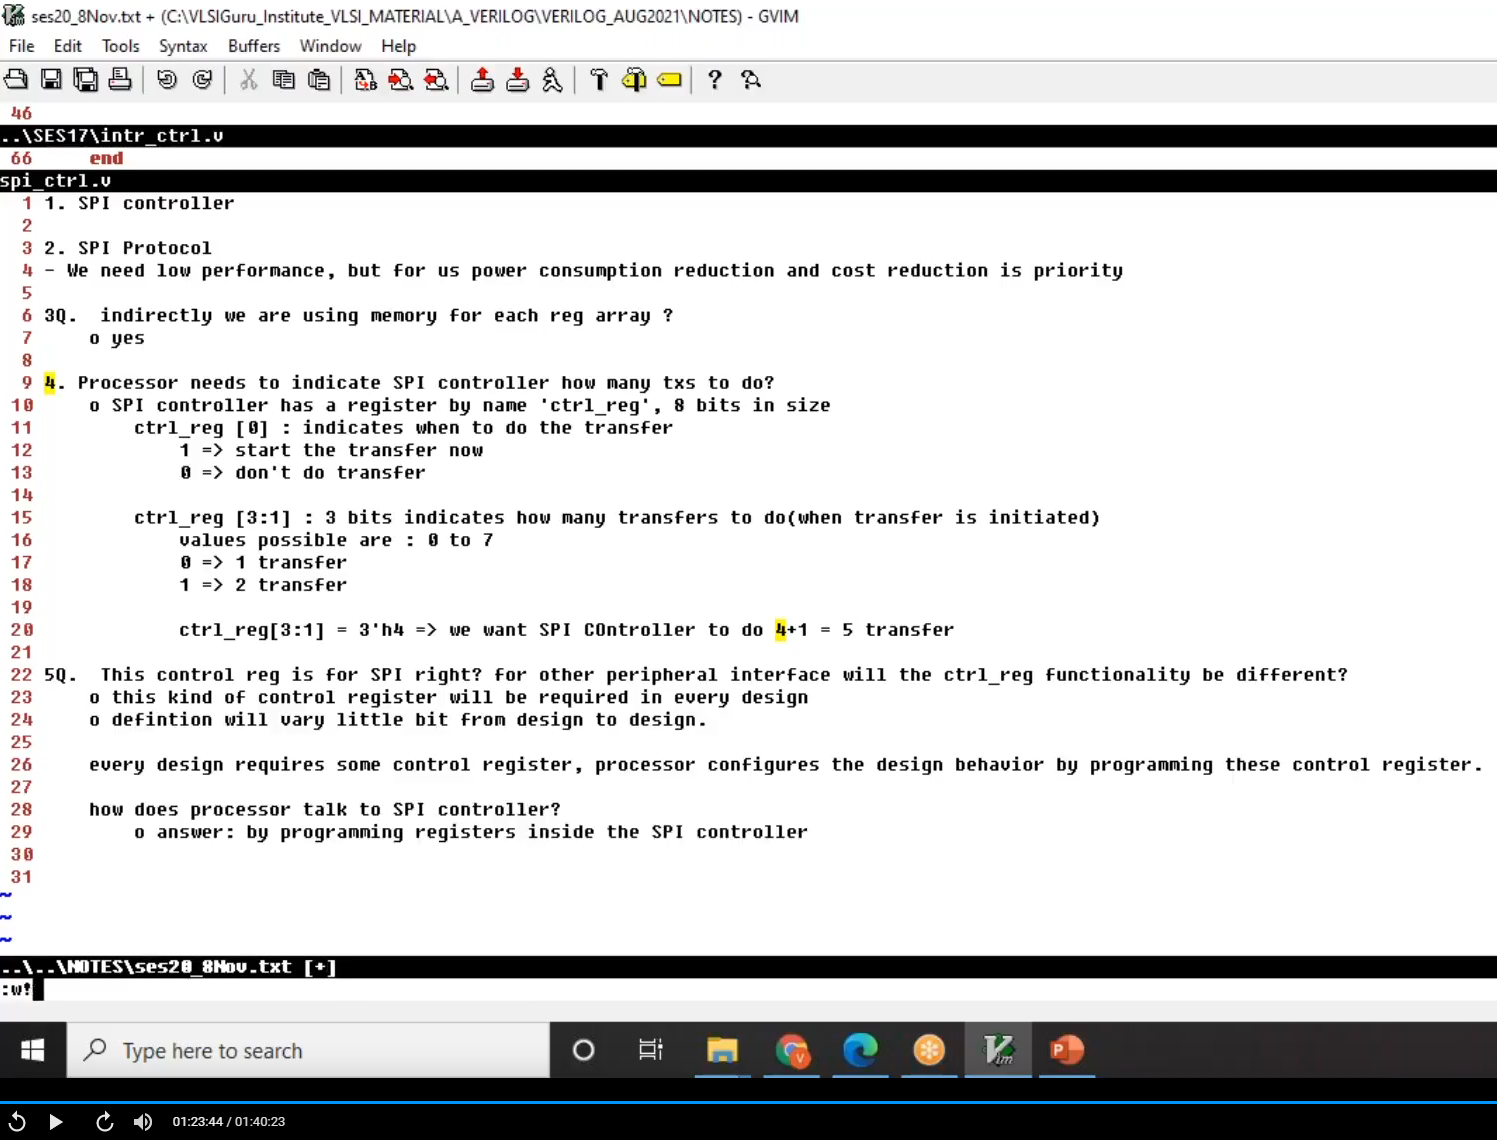 ses20_8Nov.txt + (C:\VLSIGuru_Institute_VLSI_MATERIAL\A_VERILOG\VERILOG_AUG2021\NOTES) - GVIM
File Edit Tools Syntax Buffers Window Help
46
..\SES17\intr_ctrl.v
66 end
spi_ctrl.v
1 1. SPI controller
2
3 2. SPI Protocol
4 - We need low performance, but for us power consumption reduction and cost reduction is priority
5
6 3Q. indirectly we are using memory for each reg array ?
7 o yes
8
9 4. Processor needs to indicate SPI controller how many txs to do?
10 o SPI controller has a register by name 'ctrl_reg', 8 bits in size
11 ctrl_reg [0] : indicates when to do the transfer
12 1 => start the transfer now
13 0 => don't do transfer
14
15 ctrl_reg [3:1] : 3 bits indicates how many transfers to do(when transfer is initiated)
16 values possible are : 0 to 7
17 0 => 1 transfer
18 1 => 2 transfer
19
20 ctrl_reg[3:1] = 3'h4 => we want SPI COntroller to do 4+1 = 5 transfer
21
22 5Q. This control reg is for SPI right? for other peripheral interface will the ctrl_reg functionality be different?
23 o this kind of control register will be required in every design
24 o defintion will vary little bit from design to design.
25
26 every design requires some control register, processor configures the design behavior by programming these control register.
27
28 how does processor talk to SPI controller?
29 o answer: by programming registers inside the SPI controller
30
31
~
~
~
..\..\NOTES\ses20_8Nov.txt [+]
:w!
Type here to search
01:23:44 / 01:40:23